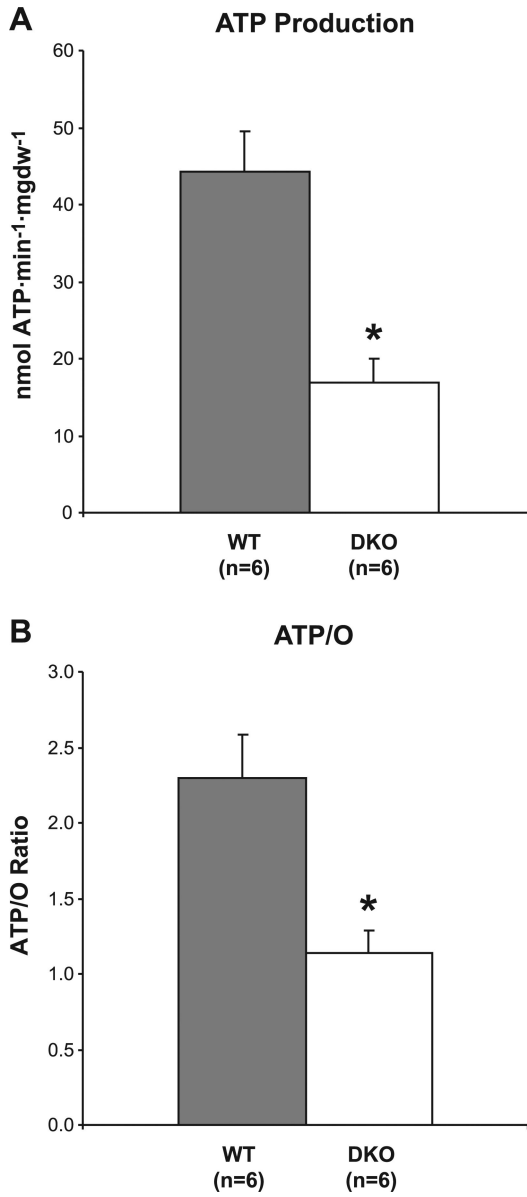 A
ATP Production
nmol ATP·min⁻¹·mgdw⁻¹
60
50
40
30
20
10
0
*
WT
(n=6)
DKO
(n=6)
B
ATP/O
ATP/O Ratio
3.0
2.5
2.0
1.5
1.0
0.5
0.0
*
WT
(n=6)
DKO
(n=6)